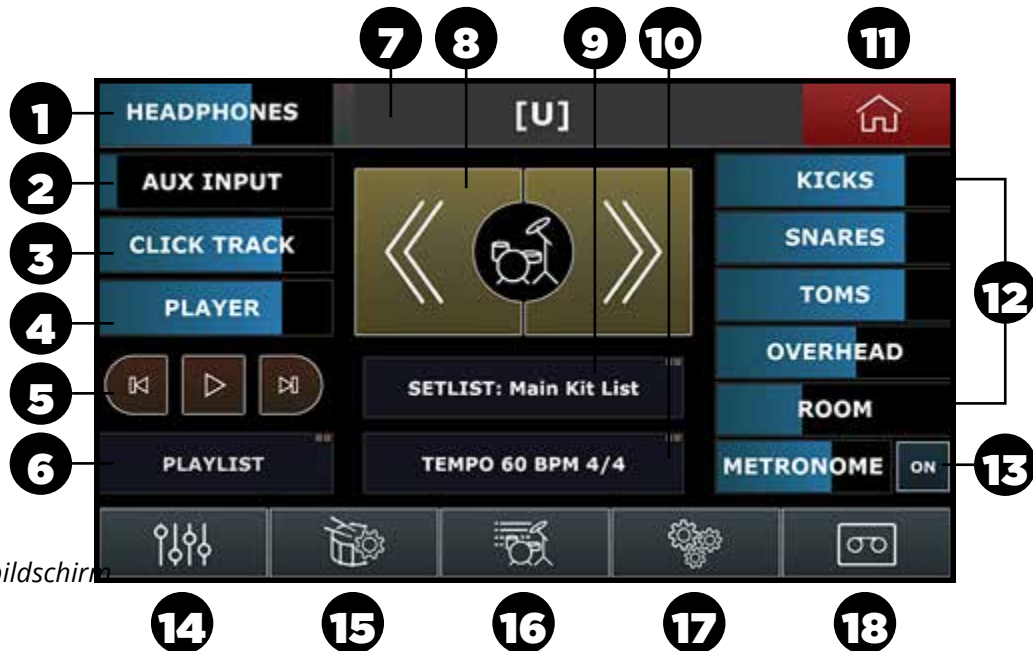 7 8 9 10 11
1 HEADPHONES [U]
2 AUX INPUT KICKS
3 CLICK TRACK SNARES
4 PLAYER TOMS 12
OVERHEAD
5 SETLIST: Main Kit List ROOM
6 PLAYLIST TEMPO 60 BPM 4/4 METRONOME ON 13
bildschirm
14 15 16 17 18